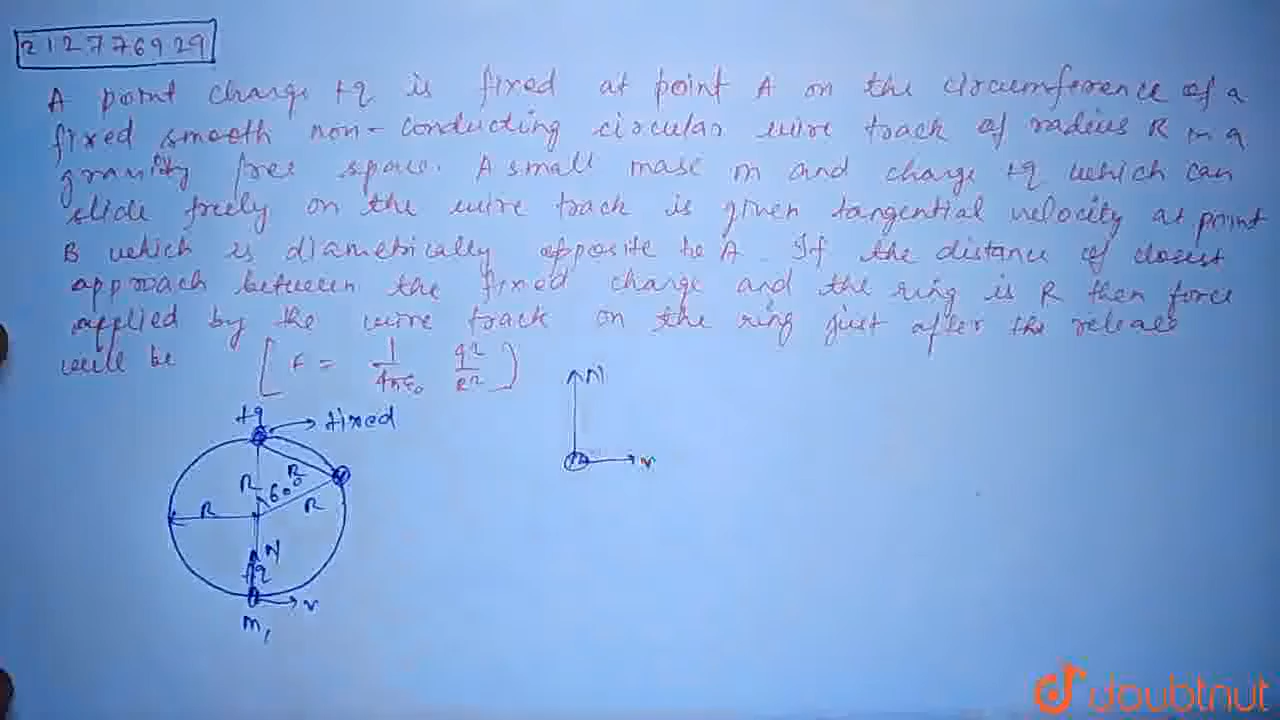 212776929
A point charge +q is fixed at point A on the circumference of a
fixed smooth non-conducting circular wire track of radius R in a
gravity free space. A small mass m and charge +q which can
slide freely on the wire track is given tangential velocity at point
B which is diametrically opposite to A. If the distance of closest
approach between the fixed charge and the ring is R then force
applied by the wire track on the ring just after the release
will be [F = 1/4πε₀ q²/R²]
+q → fixed
R 60° R
R R
N
+q
m, v
N
v
doubtnut